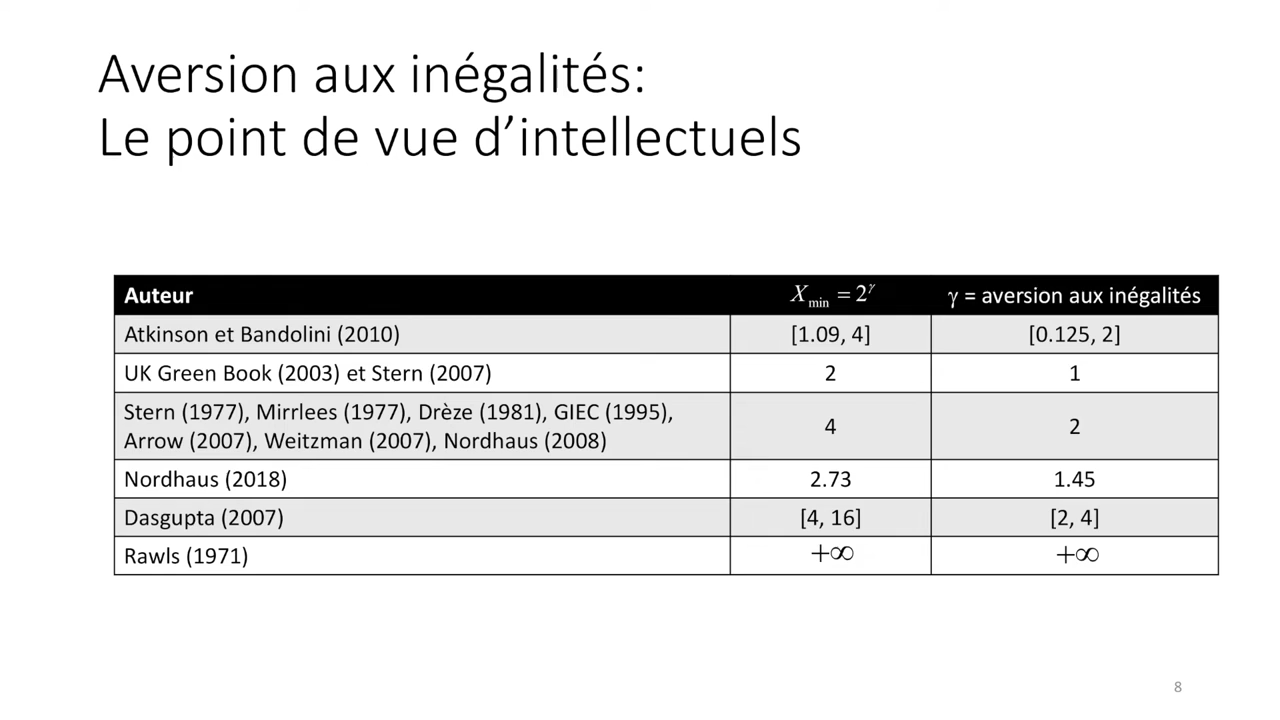 Aversion aux inégalités:
Le point de vue d’intellectuels
Auteur X_min = 2^γ γ = aversion aux inégalités
Atkinson et Bandolini (2010) [1.09, 4] [0.125, 2]
UK Green Book (2003) et Stern (2007) 2 1
Stern (1977), Mirrlees (1977), Drèze (1981), GIEC (1995),
Arrow (2007), Weitzman (2007), Nordhaus (2008) 4 2
Nordhaus (2018) 2.73 1.45
Dasgupta (2007) [4, 16] [2, 4]
Rawls (1971) +∞ +∞
8